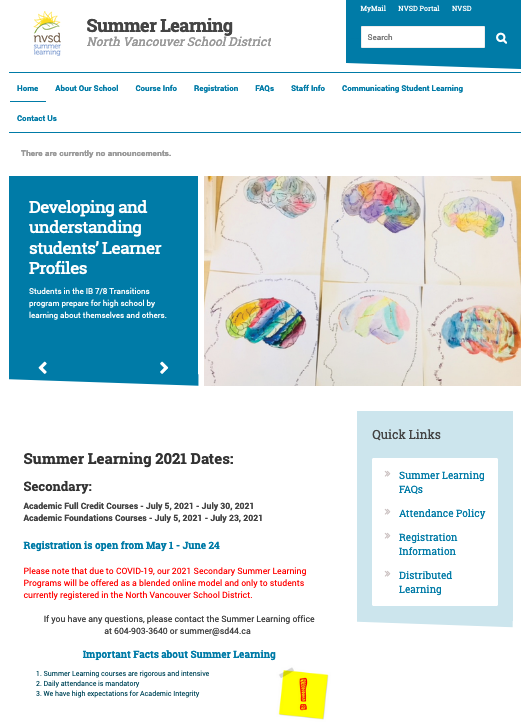 nvsd
summer
learning
Summer Learning
North Vancouver School District
MyMail NVSD Portal NVSD
Search
Home About Our School Course Info Registration FAQs Staff Info Communicating Student Learning
Contact Us
There are currently no announcements.
Developing and
understanding
students' Learner
Profiles
Students in the IB 7/8 Transitions
program prepare for high school by
learning about themselves and others.
Quick Links
Summer Learning
FAQs
Attendance Policy
Registration
Information
Distributed
Learning
Summer Learning 2021 Dates:
Secondary:
Academic Full Credit Courses - July 5, 2021 - July 30, 2021
Academic Foundations Courses - July 5, 2021 - July 23, 2021
Registration is open from May 1 - June 24
Please note that due to COVID-19, our 2021 Secondary Summer Learning
Programs will be offered as a blended online model and only to students
currently registered in the North Vancouver School District.
If you have any questions, please contact the Summer Learning office
at 604-903-3640 or summer@sd44.ca
Important Facts about Summer Learning
1. Summer Learning courses are rigorous and intensive
2. Daily attendance is mandatory
3. We have high expectations for Academic Integrity
!